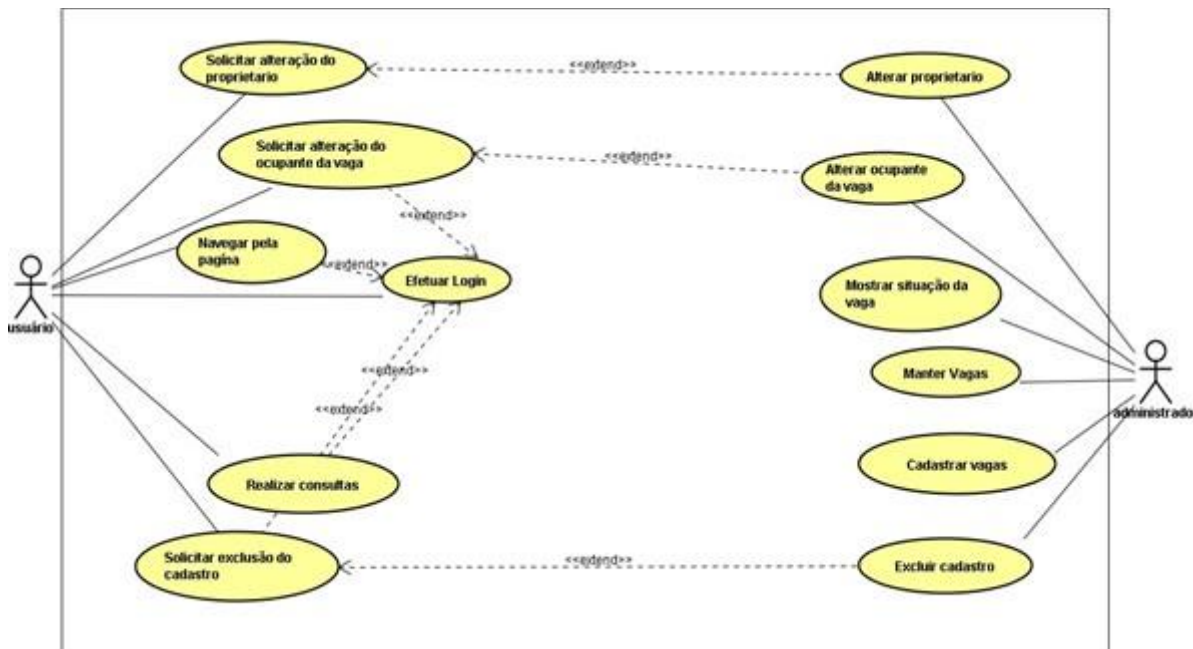 Solicitar alteração do
proprietario
<<extend>>
Alterar proprietario
Solicitar alteração do
ocupante da vaga
<<extend>>
Alterar ocupante
da vaga
<<extend>>
Navegar pela
pagina
<<extend>>
Efetuar Login
Mostrar situação da
vaga
usuário
<<extend>>
Manter Vagas
administrado
<<extend>>
Realizar consultas
Cadastrar vagas
Solicitar exclusão do
cadastro
<<extend>>
Excluir cadastro